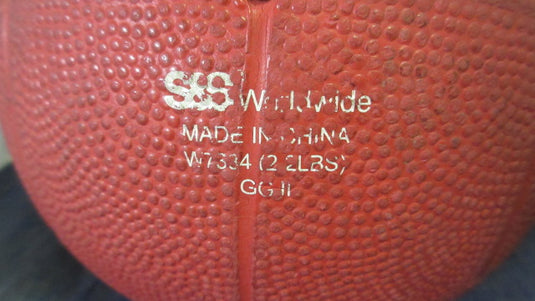 S&S Worldwide
MADE IN CHINA
W7334 (2.2LBS)
GG II